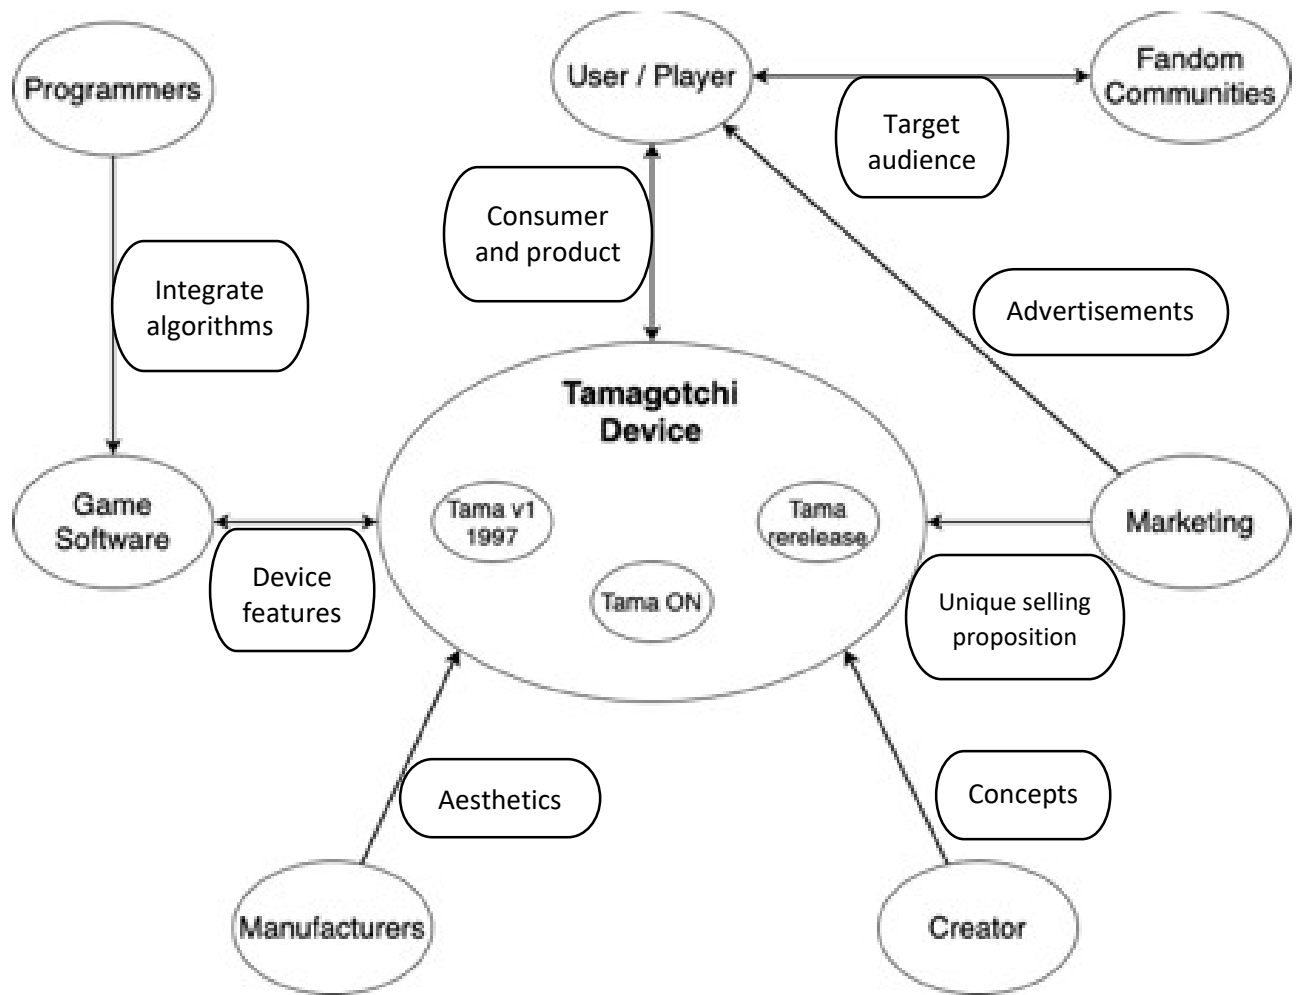 Programmers
User / Player
Fandom
Communities
Target
audience
Consumer
and product
Integrate
algorithms
Advertisements
Tamagotchi
Device
Game
Software
Tama v1
1997
Tama
rerelease
Marketing
Device
features
Tama ON
Unique selling
proposition
Aesthetics
Concepts
Manufacturers
Creator